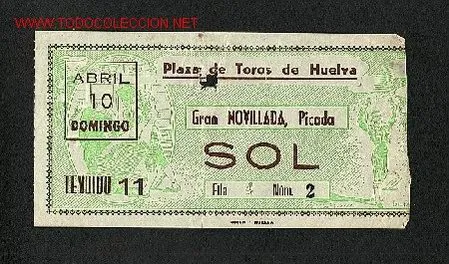 WWW.TODOCOLECCION.NET
Plaza de Toros de Huelva
ABRIL
10
DOMINGO
Gran NOVILLADA, Picada
SOL
TENDIDO 11
Fila Núm. 2